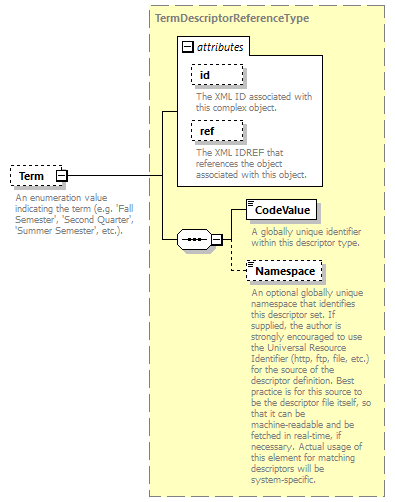 TermDescriptorReferenceType
attributes
id
The XML ID associated with
this complex object.
ref
The XML IDREF that
references the object
associated with this object.
Term
An enumeration value
indicating the term (e.g. 'Fall
Semester', 'Second Quarter',
'Summer Semester', etc.).
CodeValue
A globally unique identifier
within this descriptor type.
Namespace
An optional globally unique
namespace that identifies
this descriptor set. If
supplied, the author is
strongly encouraged to use
the Universal Resource
Identifier (http, ftp, file, etc.)
for the source of the
descriptor definition. Best
practice is for this source to
be the descriptor file itself, so
that it can be
machine-readable and be
fetched in real-time, if
necessary. Actual usage of
this element for matching
descriptors will be
system-specific.